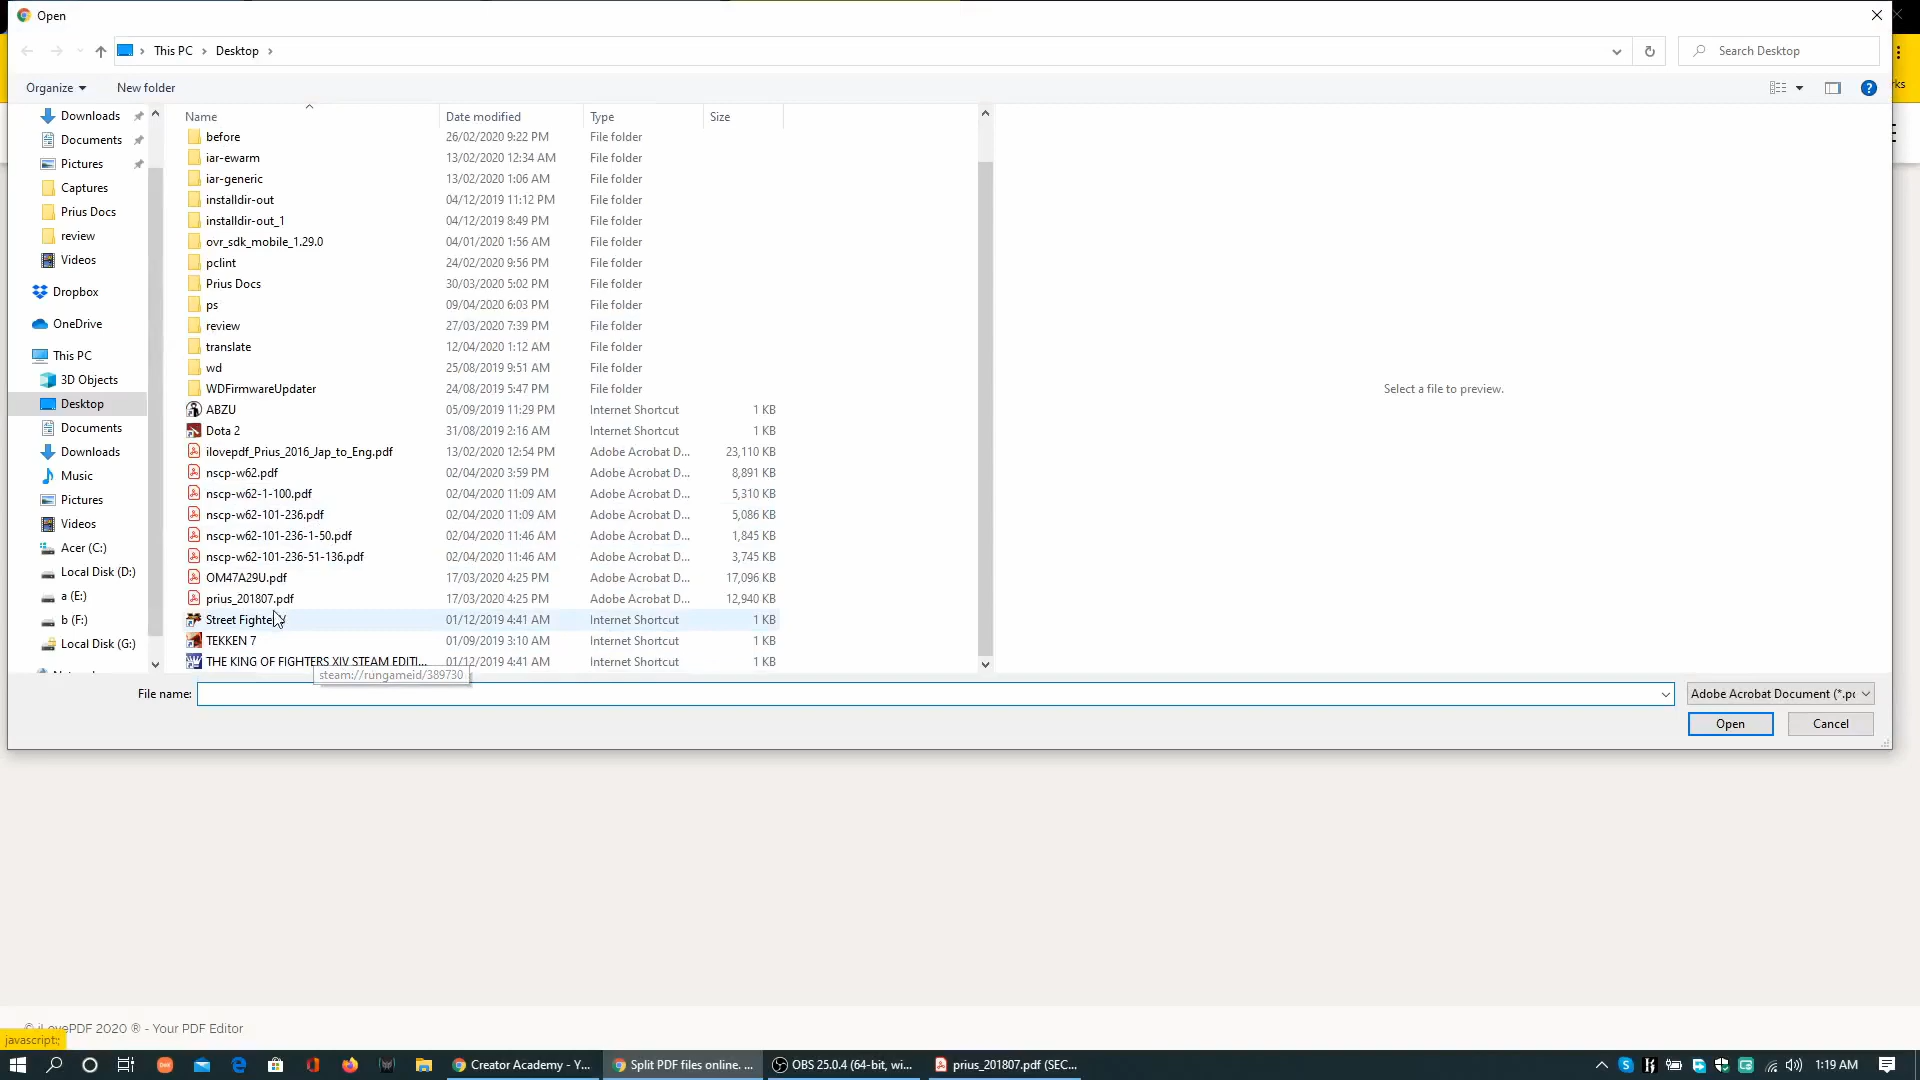 Open
This PC > Desktop >
Search Desktop
Organize
New folder
rks
Downloads
Documents
Pictures
Captures
Prius Docs
review
Videos
Dropbox
OneDrive
This PC
3D Objects
Desktop
Documents
Downloads
Music
Pictures
Videos
Acer (C:)
Local Disk (D:)
a (E:)
b (F:)
Local Disk (G:)
Name Date modified Type Size
before 26/02/2020 9:22 PM File folder
iar-ewarm 13/02/2020 12:34 AM File folder
iar-generic 13/02/2020 1:06 AM File folder
installdir-out 04/12/2019 11:12 PM File folder
installdir-out_1 04/12/2019 8:49 PM File folder
ovr_sdk_mobile_1.29.0 04/01/2020 1:56 AM File folder
pclint 24/02/2020 9:56 PM File folder
Prius Docs 30/03/2020 5:02 PM File folder
ps 09/04/2020 6:03 PM File folder
review 27/03/2020 7:39 PM File folder
translate 12/04/2020 1:12 AM File folder
wd 25/08/2019 9:51 AM File folder
WDFirmwareUpdater 24/08/2019 5:47 PM File folder
ABZU 05/09/2019 11:29 PM Internet Shortcut 1 KB
Dota 2 31/08/2019 2:16 AM Internet Shortcut 1 KB
ilovepdf_Prius_2016_Jap_to_Eng.pdf 13/02/2020 12:54 PM Adobe Acrobat D... 23,110 KB
nscp-w62.pdf 02/04/2020 3:59 PM Adobe Acrobat D... 8,891 KB
nscp-w62-1-100.pdf 02/04/2020 11:09 AM Adobe Acrobat D... 5,310 KB
nscp-w62-101-236.pdf 02/04/2020 11:09 AM Adobe Acrobat D... 5,086 KB
nscp-w62-101-236-1-50.pdf 02/04/2020 11:46 AM Adobe Acrobat D... 1,845 KB
nscp-w62-101-236-51-136.pdf 02/04/2020 11:46 AM Adobe Acrobat D... 3,745 KB
OM47A29U.pdf 17/03/2020 4:25 PM Adobe Acrobat D... 17,096 KB
prius_201807.pdf 17/03/2020 4:25 PM Adobe Acrobat D... 12,940 KB
Street Fighter V 01/12/2019 4:41 AM Internet Shortcut 1 KB
TEKKEN 7 01/09/2019 3:10 AM Internet Shortcut 1 KB
THE KING OF FIGHTERS XIV STEAM EDITI... 01/12/2019 4:41 AM Internet Shortcut 1 KB
steam://rungameid/389730
Select a file to preview.
File name:
Adobe Acrobat Document (*.pc
Open
Cancel
© iLovePDF 2020 ® - Your PDF Editor
javascript:;
Creator Academy - Y...
Split PDF files online. ...
OBS 25.0.4 (64-bit, wi...
prius_201807.pdf (SEC...
1:19 AM